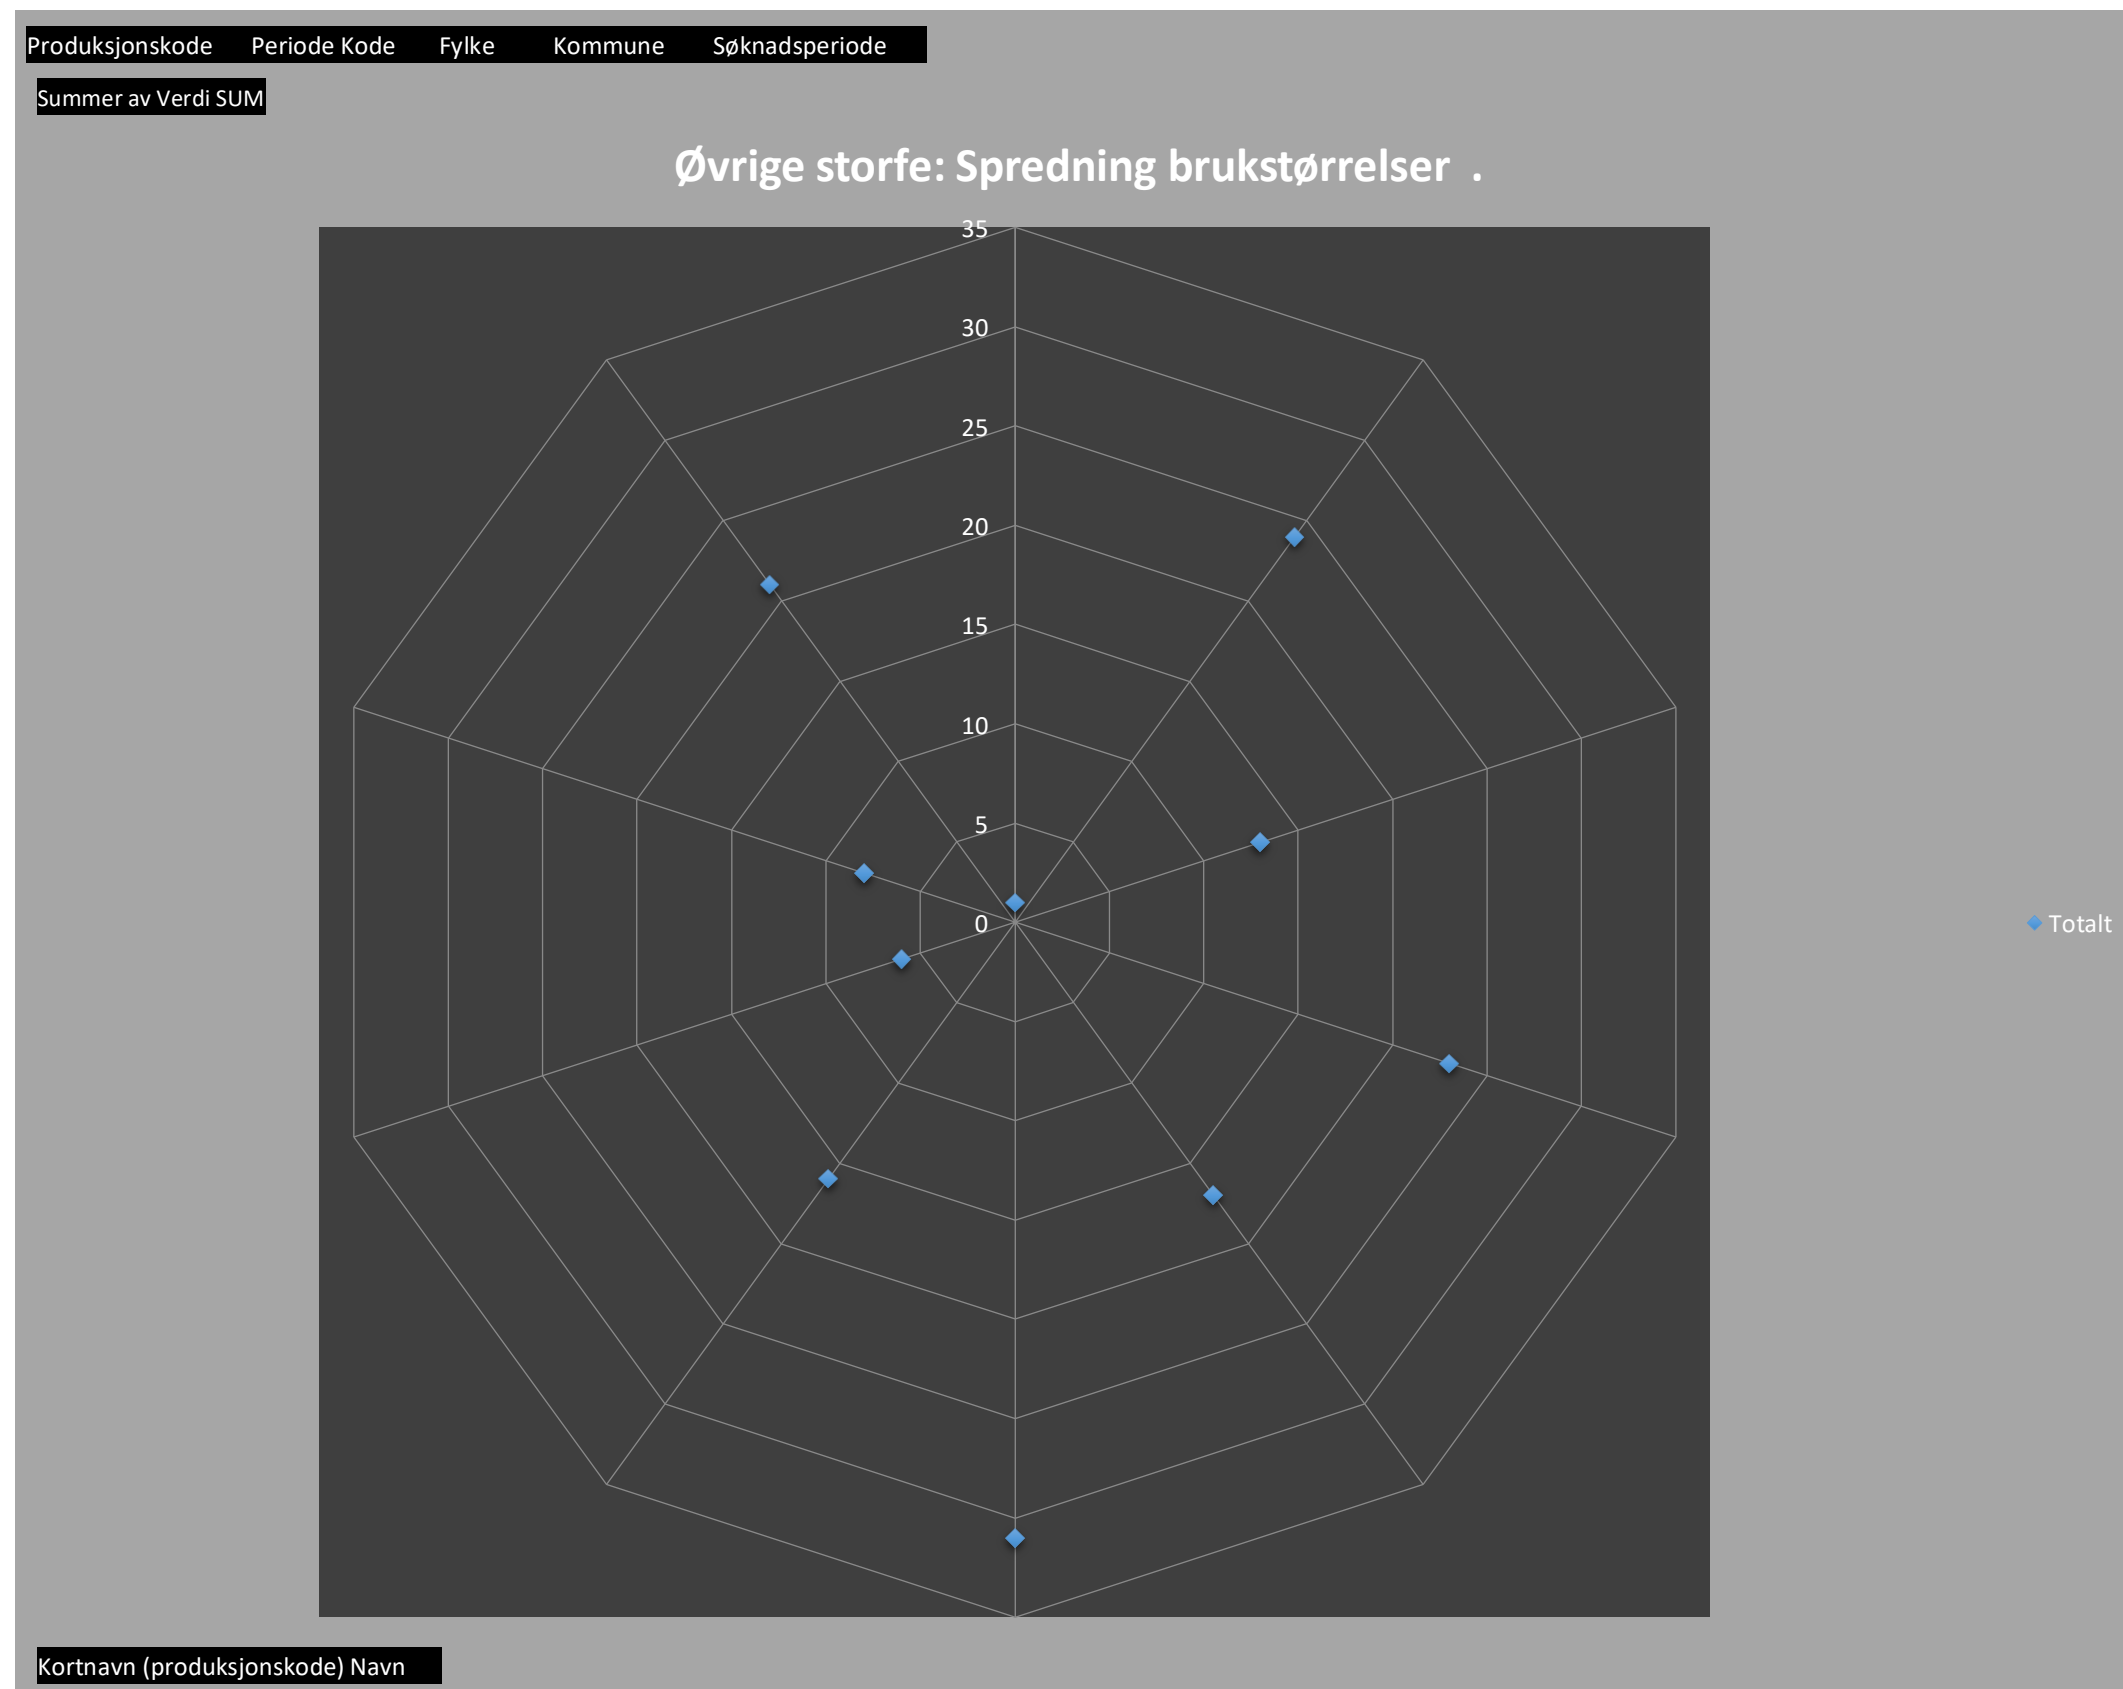 Produksjonskode Periode Kode Fylke Kommune Søknadsperiode
Summer av Verdi SUM
Øvrige storfe: Spredning brukstørrelser .
35
30
25
20
15
10
5
0
Totalt
Kortnavn (produksjonskode) Navn